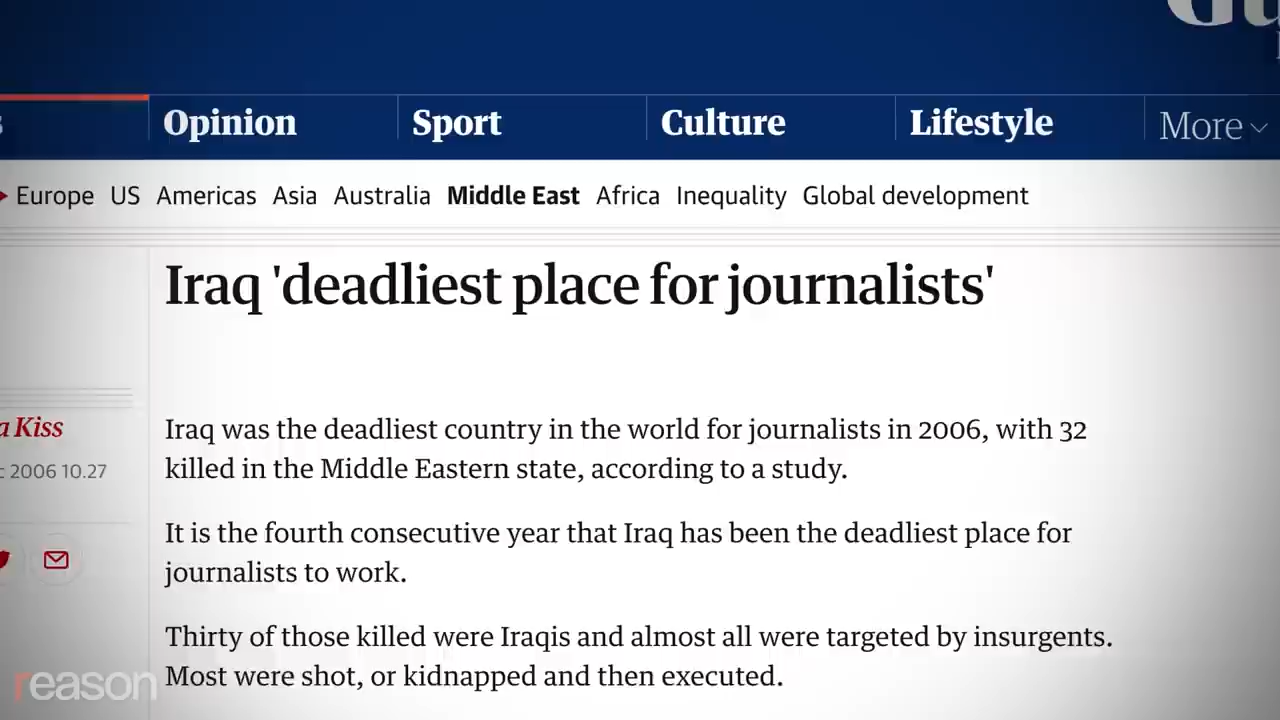 Gu
s
Opinion
Sport
Culture
Lifestyle
More
Europe US Americas Asia Australia Middle East Africa Inequality Global development
Iraq 'deadliest place for journalists'
Iraq was the deadliest country in the world for journalists in 2006, with 32
a Kiss
killed in the Middle Eastern state, according to a study.
c 2006 10.27
It is the fourth consecutive year that Iraq has been the deadliest place for
journalists to work.
Thirty of those killed were Iraqis and almost all were targeted by insurgents.
Most were shot, or kidnapped and then executed.
reason